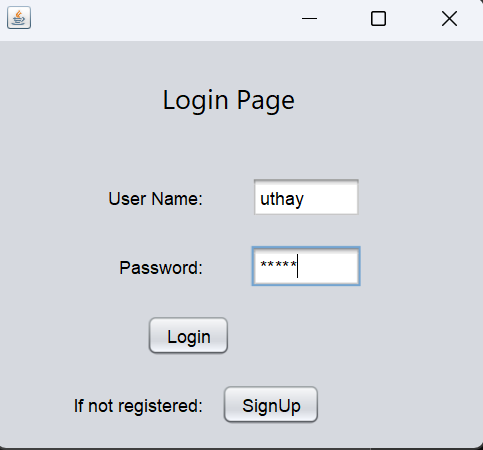 Login Page
User Name: uthay
Password: *****
Login
If not registered: SignUp